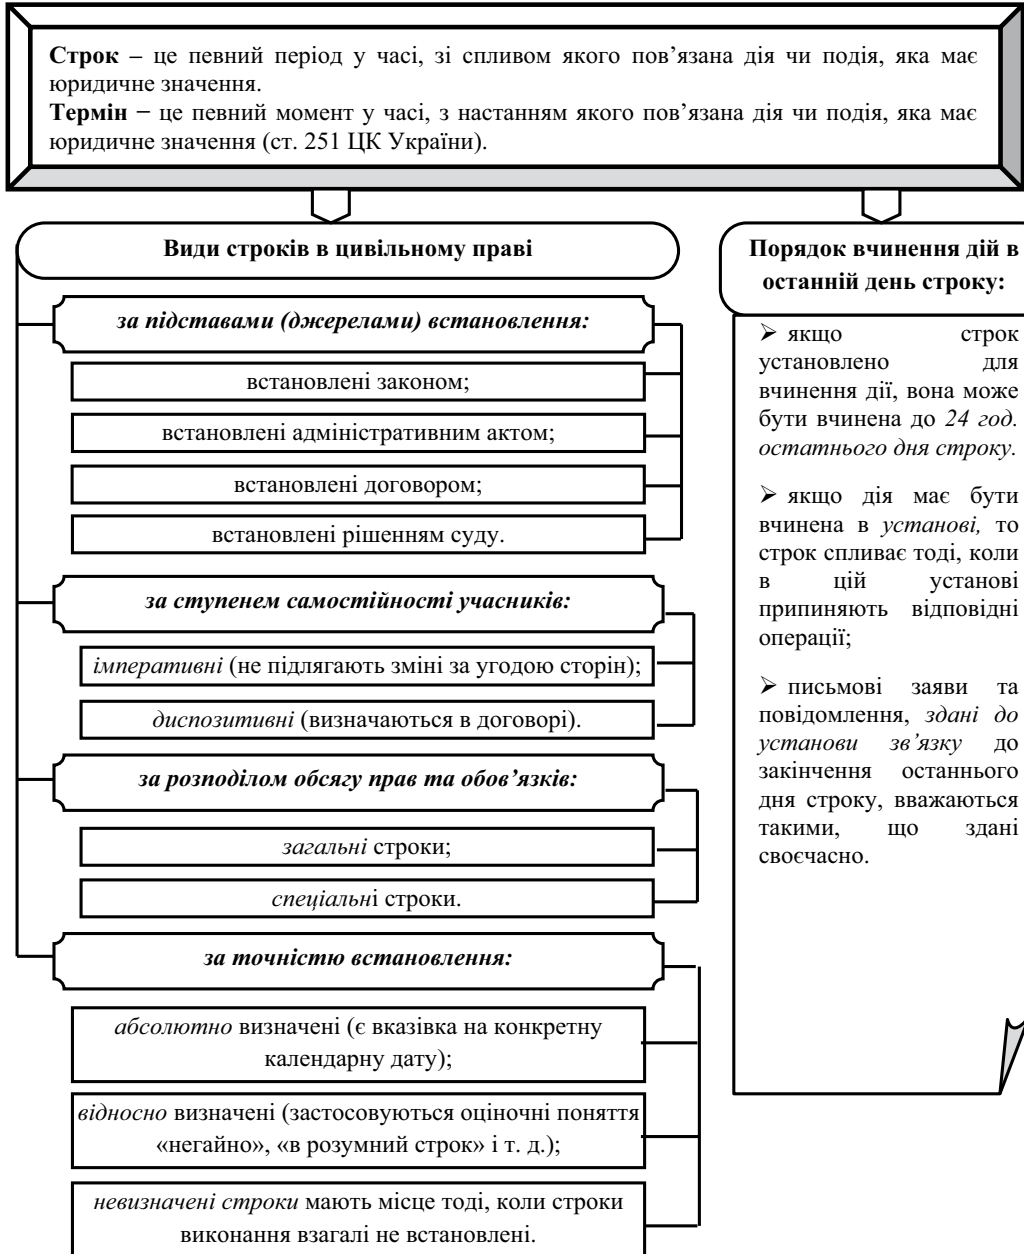 Строк – це певний період у часі, зі спливом якого пов’язана дія чи подія, яка має
юридичне значення.
Термін − це певний момент у часі, з настанням якого пов’язана дія чи подія, яка має
юридичне значення (ст. 251 ЦК України).
Види строків в цивільному праві
за підставами (джерелами) встановлення:
встановлені законом;
встановлені адміністративним актом;
встановлені договором;
встановлені рішенням суду.
за ступенем самостійності учасників:
імперативні (не підлягають зміні за угодою сторін);
диспозитивні (визначаються в договорі).
за розподілом обсягу прав та обов’язків:
загальні строки;
спеціальні строки.
за точністю встановлення:
абсолютно визначені (є вказівка на конкретну
календарну дату);
відносно визначені (застосовуються оціночні поняття
«негайно», «в розумний строк» і т. д.);
невизначені строки мають місце тоді, коли строки
виконання взагалі не встановлені.
Порядок вчинення дій в
останній день строку:
➢ якщо строк
установлено для
вчинення дії, вона може
бути вчинена до 24 год.
останнього дня строку.
➢ якщо дія має бути
вчинена в установі, то
строк спливає тоді, коли
в цій установі
припиняють відповідні
операції;
➢ письмові заяви та
повідомлення, здані до
установи зв’язку до
закінчення останнього
дня строку, вважаються
такими, що здані
своєчасно.